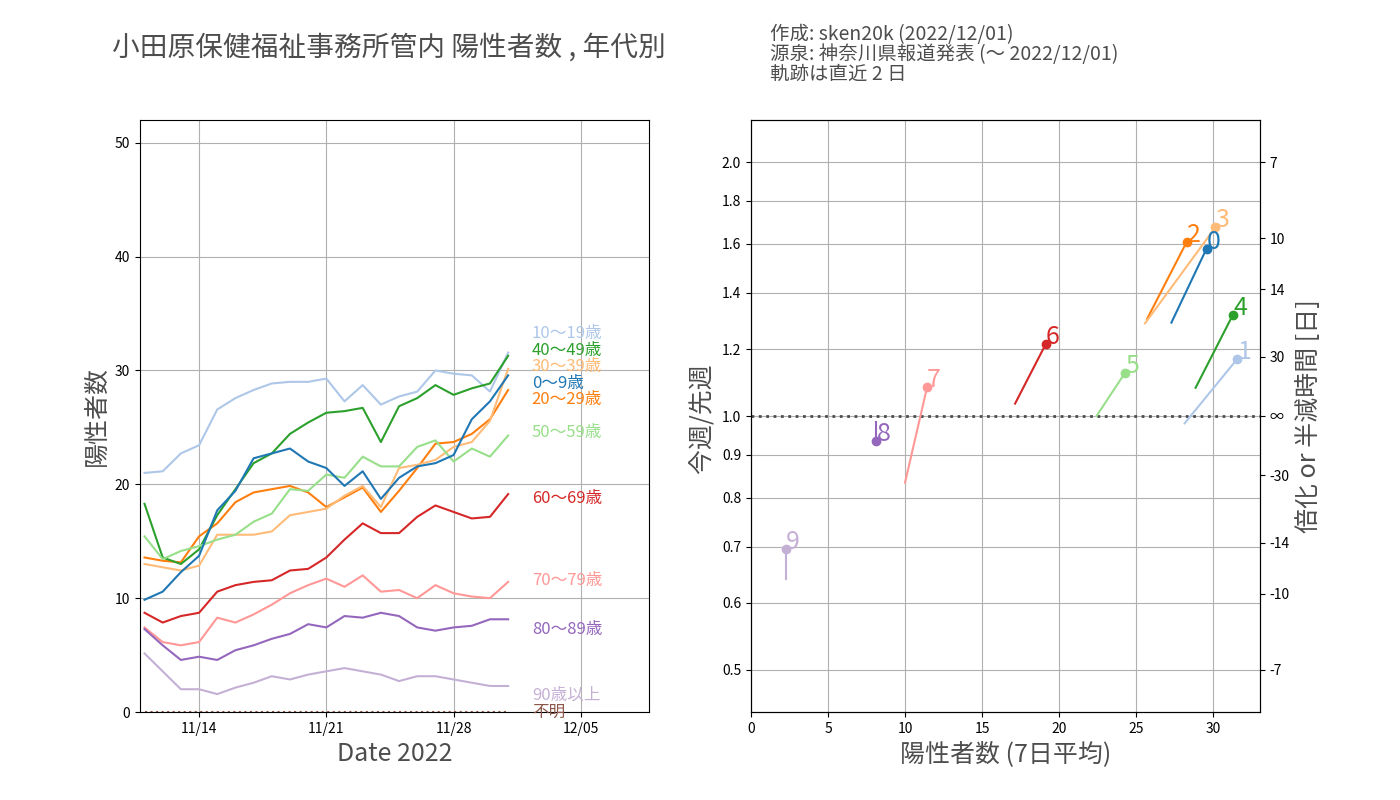 小田原保健福祉事務所管内 陽性者数 , 年代別
作成: sken20k (2022/12/01)
源泉: 神奈川県報道発表 (〜 2022/12/01)
軌跡は直近 2 日
陽性者数
50
40
30
20
10
0
11/14
11/21
11/28
12/05
Date 2022
10〜19歳
40〜49歳
30〜39歳
0〜9歳
20〜29歳
50〜59歳
60〜69歳
70〜79歳
80〜89歳
90歳以上
不明
今週/先週
2.0
1.8
1.6
1.4
1.2
1.0
0.9
0.8
0.7
0.6
0.5
0
5
10
15
20
25
30
陽性者数 (7日平均)
3
2
0
4
1
6
5
7
8
9
7
10
14
30
∞
-30
-14
-10
-7
倍化 or 半減時間 [日]